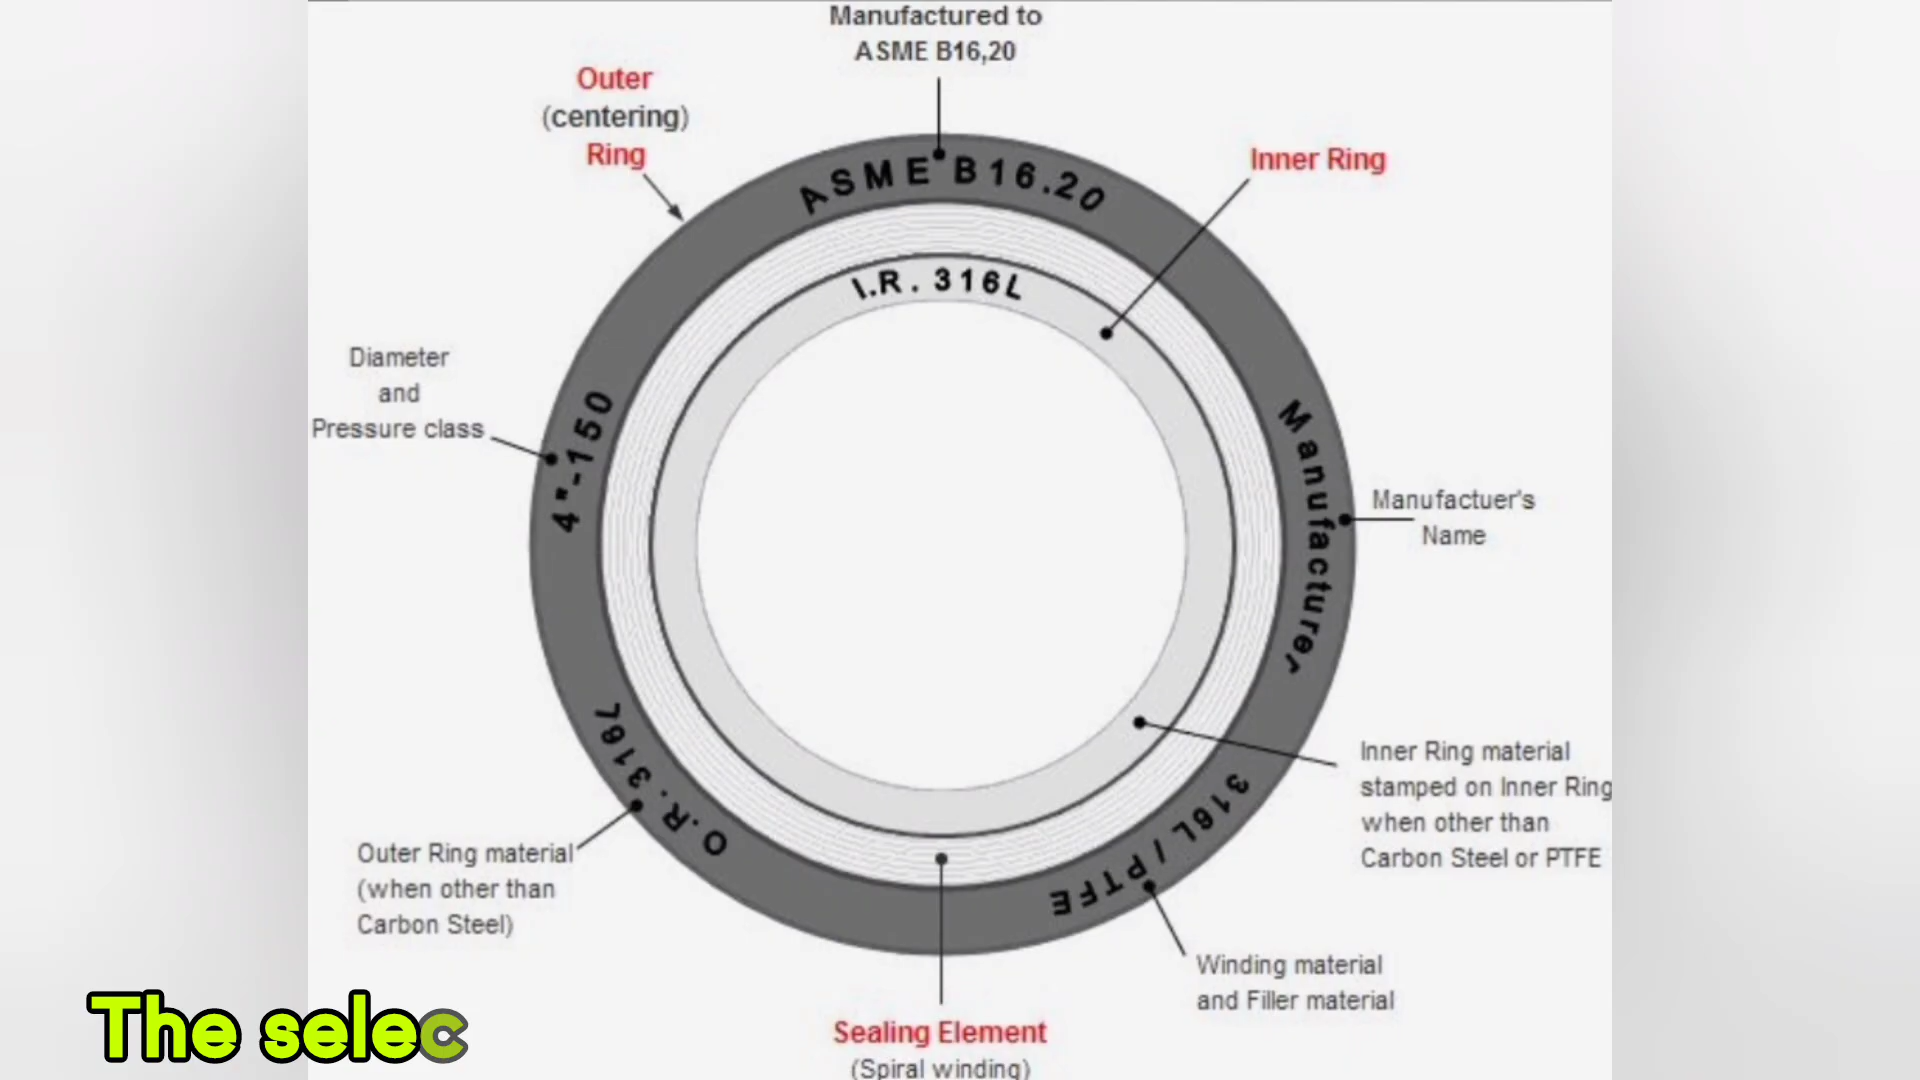 Manufactured to
ASME B16,20
Outer
(centering)
Ring
Inner Ring
ASME B16.20
I.R. 316L
Diameter
and
Pressure class
4"-150
Manufacturer
Manufactuer's
Name
O.R. 316L
316L / PTFE
Inner Ring material
stamped on Inner Ring
when other than
Carbon Steel or PTFE
Outer Ring material
(when other than
Carbon Steel)
Winding material
and Filler material
Sealing Element
(Spiral winding)
The selec